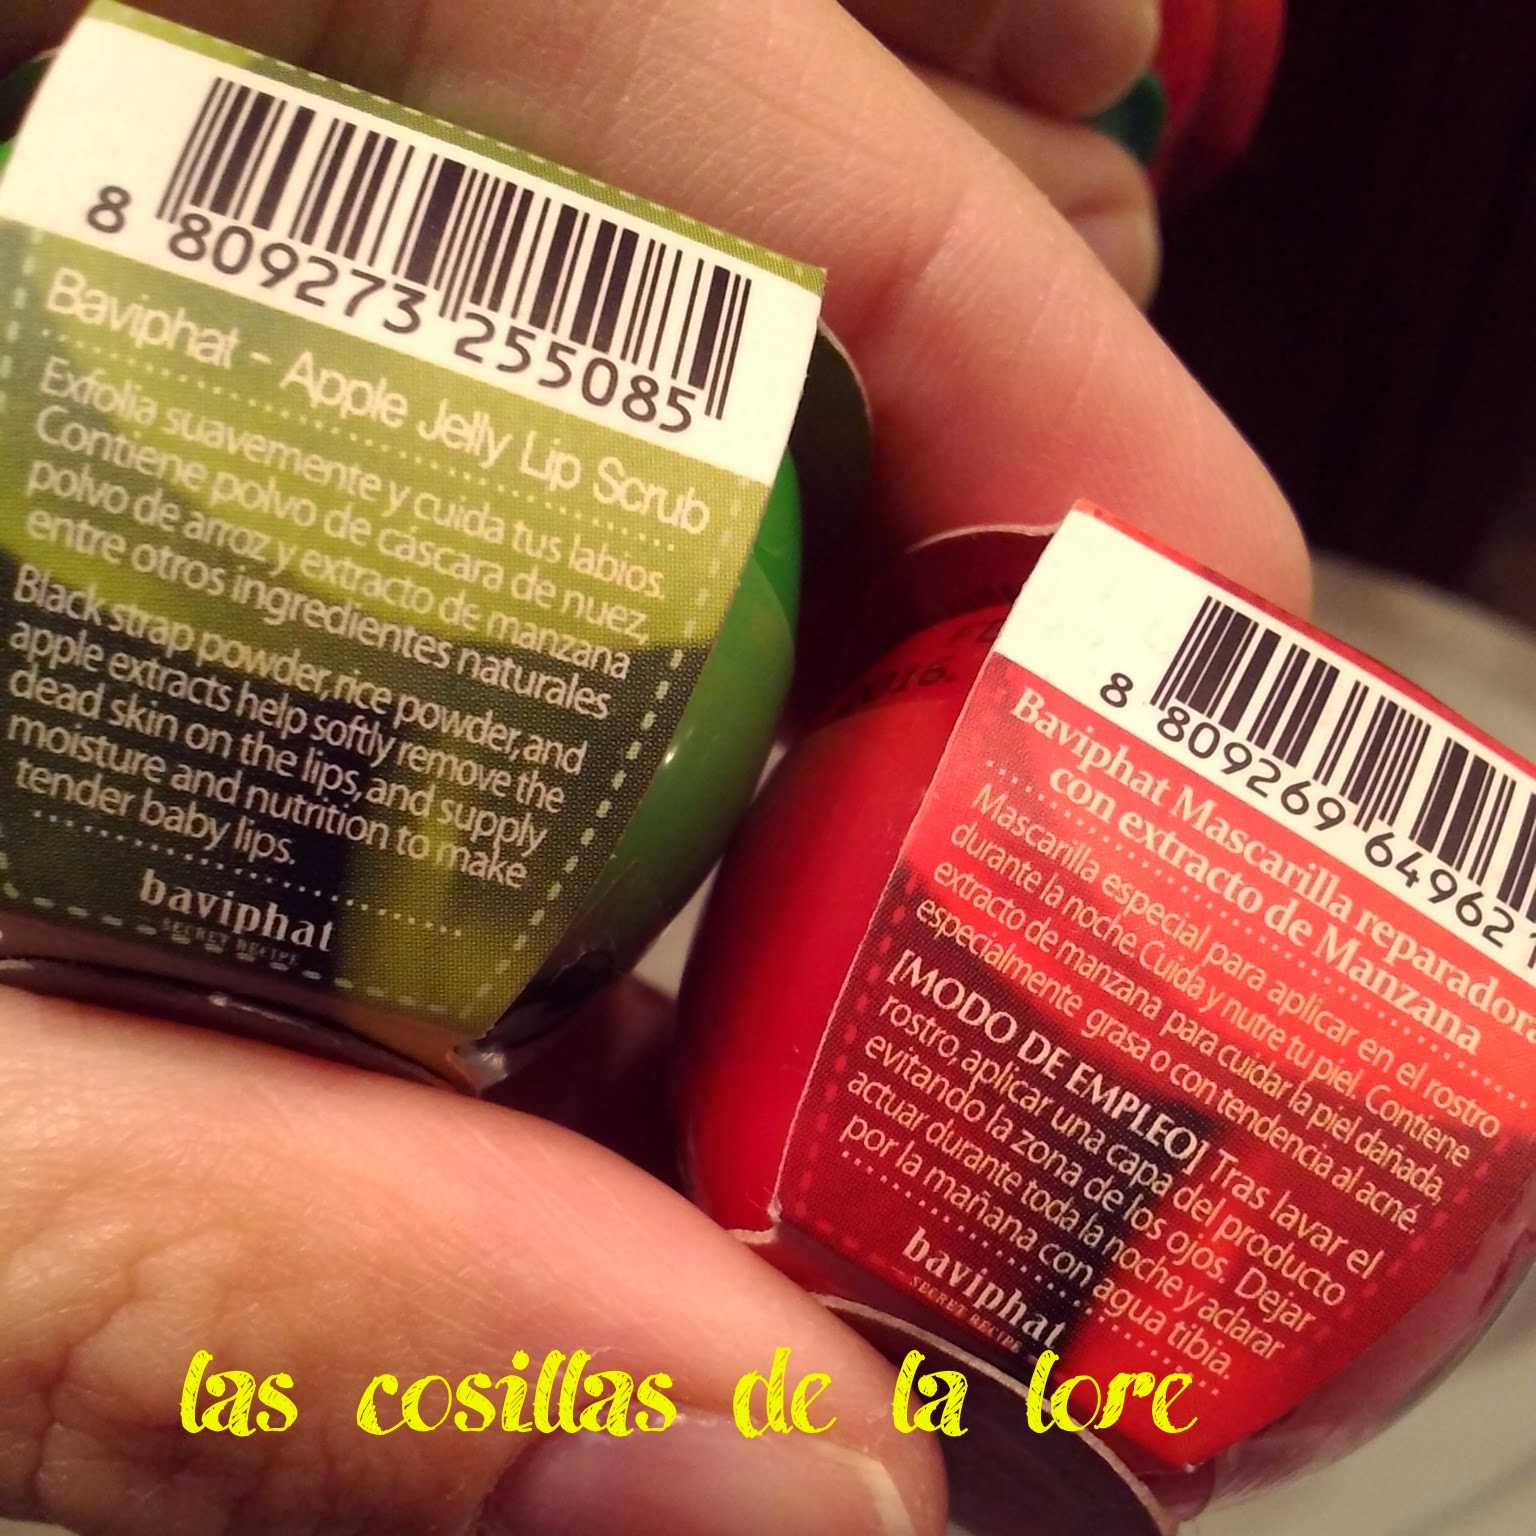 8 809273 255085
Baviphat - Apple Jelly Lip Scrub
Exfolia suavemente y cuida tus labios.
Contiene polvo de cáscara de nuez,
polvo de arroz y extracto de manzana
entre otros ingredientes naturales
Black strap powder, rice powder, and
apple extracts help softly remove the
dead skin on the lips, and supply
moisture and nutrition to make
tender baby lips.
baviphat
SECRET RECIPE
2016.
8 809269 649621
Baviphat Mascarilla reparadora
con extracto de Manzana
Mascarilla especial para aplicar en el rostro
durante la noche. Cuida y nutre tu piel. Contiene
extracto de manzana para cuidar la piel dañada,
especialmente grasa o con tendencia al acné.
[MODO DE EMPLEO] Tras lavar el
rostro, aplicar una capa del producto
evitando la zona de los ojos. Dejar
actuar durante toda la noche y aclarar
por la mañana con agua tibia.
baviphat
SECRET RECIPE
las cosillas de la lore